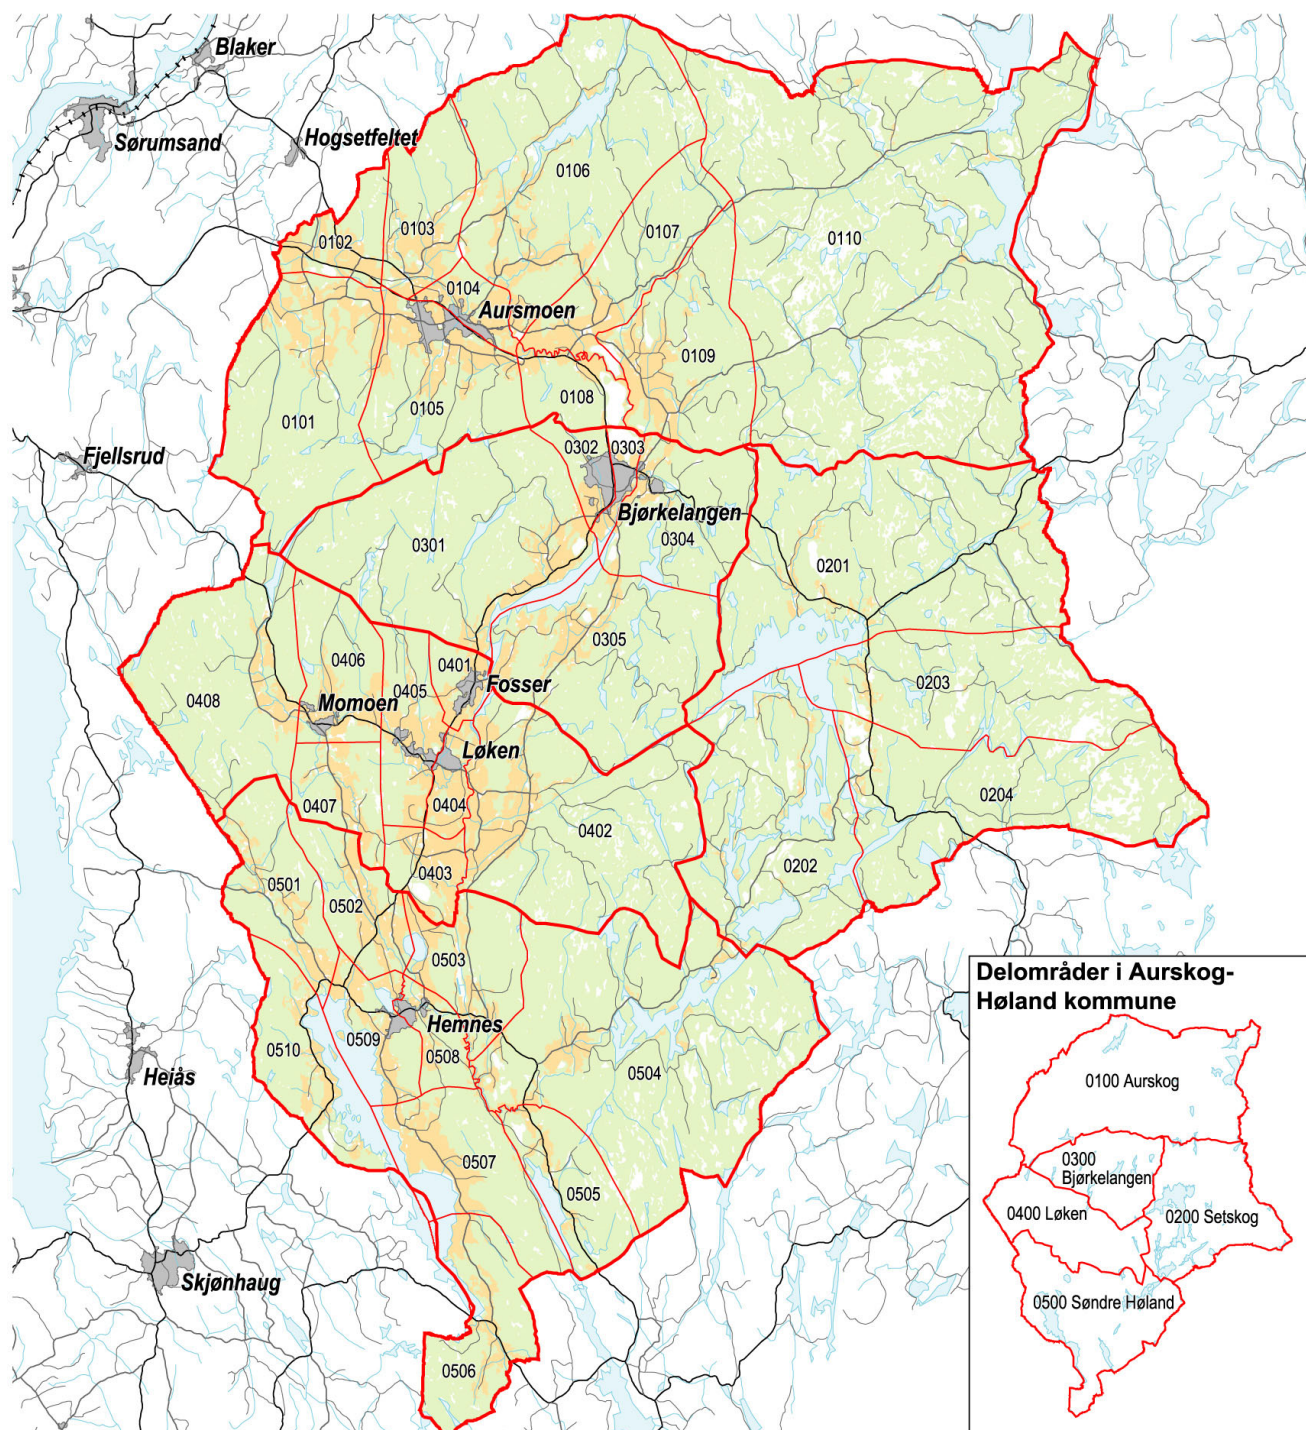 Blaker
Sørumsand
Hogsetfeltet
0106
0103
0102
0107
0110
0104
Aursmoen
0109
0108
0105
0101
0302
0303
Fjellsrud
Bjørkelangen
0304
0301
0201
0305
0406
0401
Fosser
0405
0203
0408
Momoen
Løken
0407
0404
0204
0402
0202
0403
0501
0502
0503
Hemnes
0509
0510
0508
0504
Heiås
0507
0505
Skjønhaug
0506
Delområder i Aurskog-
Høland kommune
0100 Aurskog
0300
Bjørkelangen
0400 Løken
0200 Setskog
0500 Søndre Høland